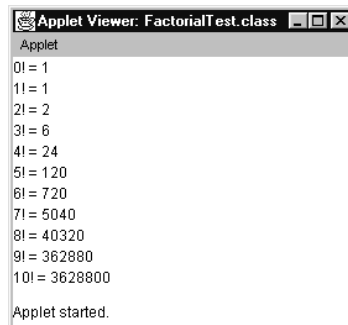 Applet Viewer: FactorialTest.class
Applet
0! = 1
1! = 1
2! = 2
3! = 6
4! = 24
5! = 120
6! = 720
7! = 5040
8! = 40320
9! = 362880
10! = 3628800
Applet started.